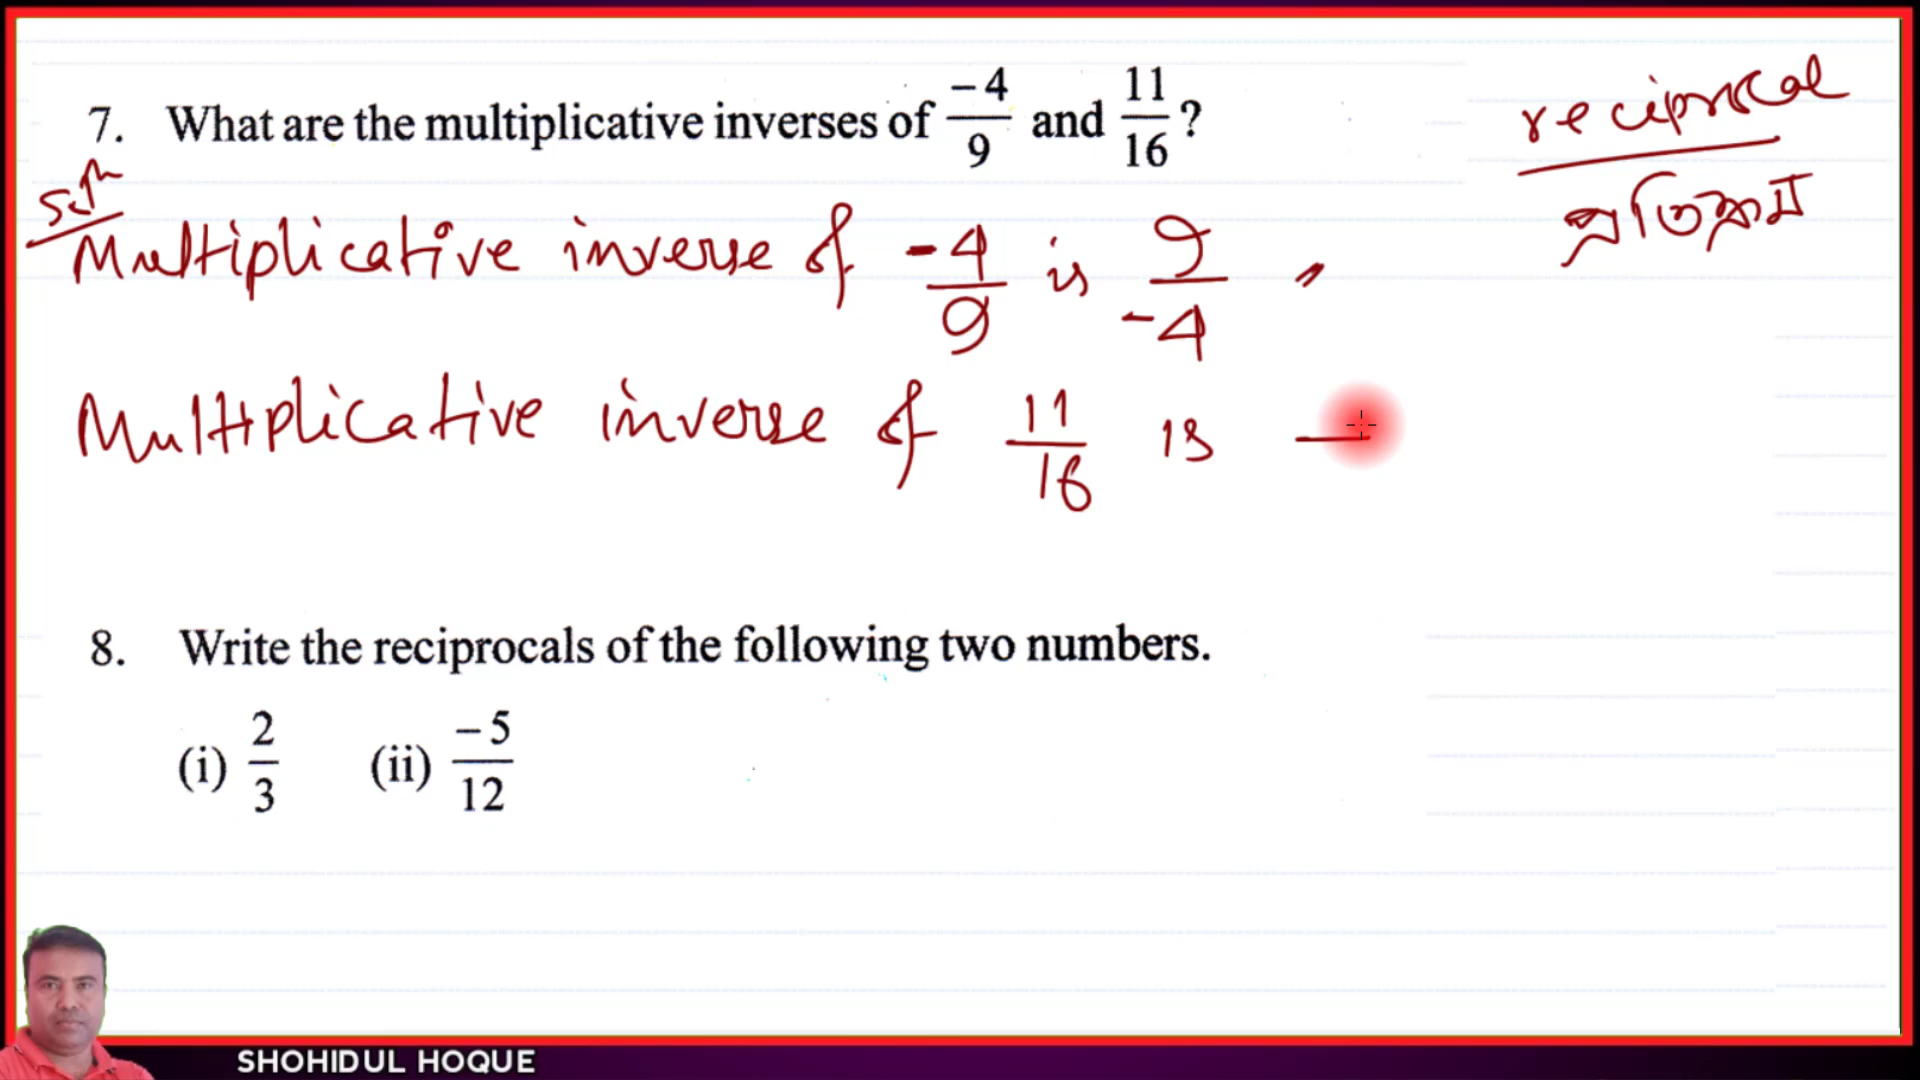 7. What are the multiplicative inverses of -4/9 and 11/16?
reciprocal
Soln
Multiplicative inverse of -4/9 is 9/-4 ,
Multiplicative inverse of 11/16 is
8. Write the reciprocals of the following two numbers.
(i) 2/3 (ii) -5/12
SHOHIDUL HOQUE